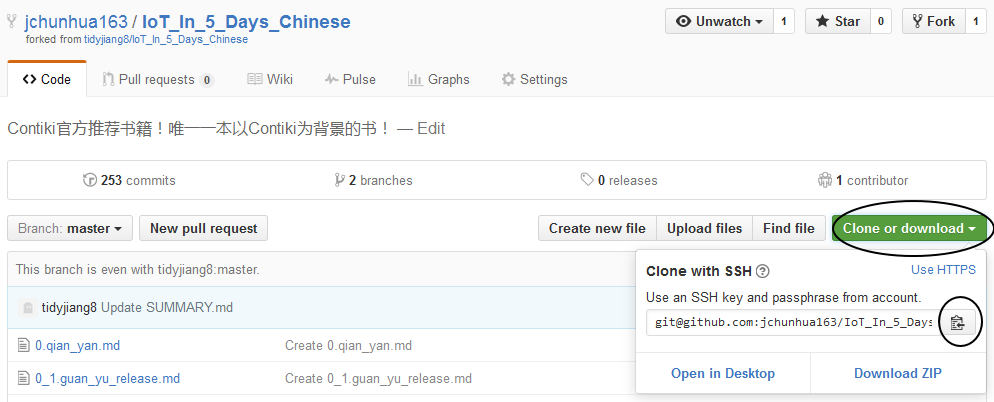 jchunhua163 / IoT_In_5_Days_Chinese
forked from tidyjiang8/IoT_In_5_Days_Chinese
Unwatch 1 Star 0 Fork 1
Code Pull requests 0 Wiki Pulse Graphs Settings
Contiki官方推荐书籍！唯一一本以Contiki为背景的书！ — Edit
253 commits 2 branches 0 releases 1 contributor
Branch: master New pull request Create new file Upload files Find file Clone or download
This branch is even with tidyjiang8:master.
Clone with SSH ? Use HTTPS
Use an SSH key and passphrase from account.
tidyjiang8 Update SUMMARY.md
git@github.com:jchunhua163/IoT_In_5_Days
0.qian_yan.md Create 0.qian_yan.md
Open in Desktop Download ZIP
0_1.guan_yu_release.md Create 0_1.guan_yu_release.md